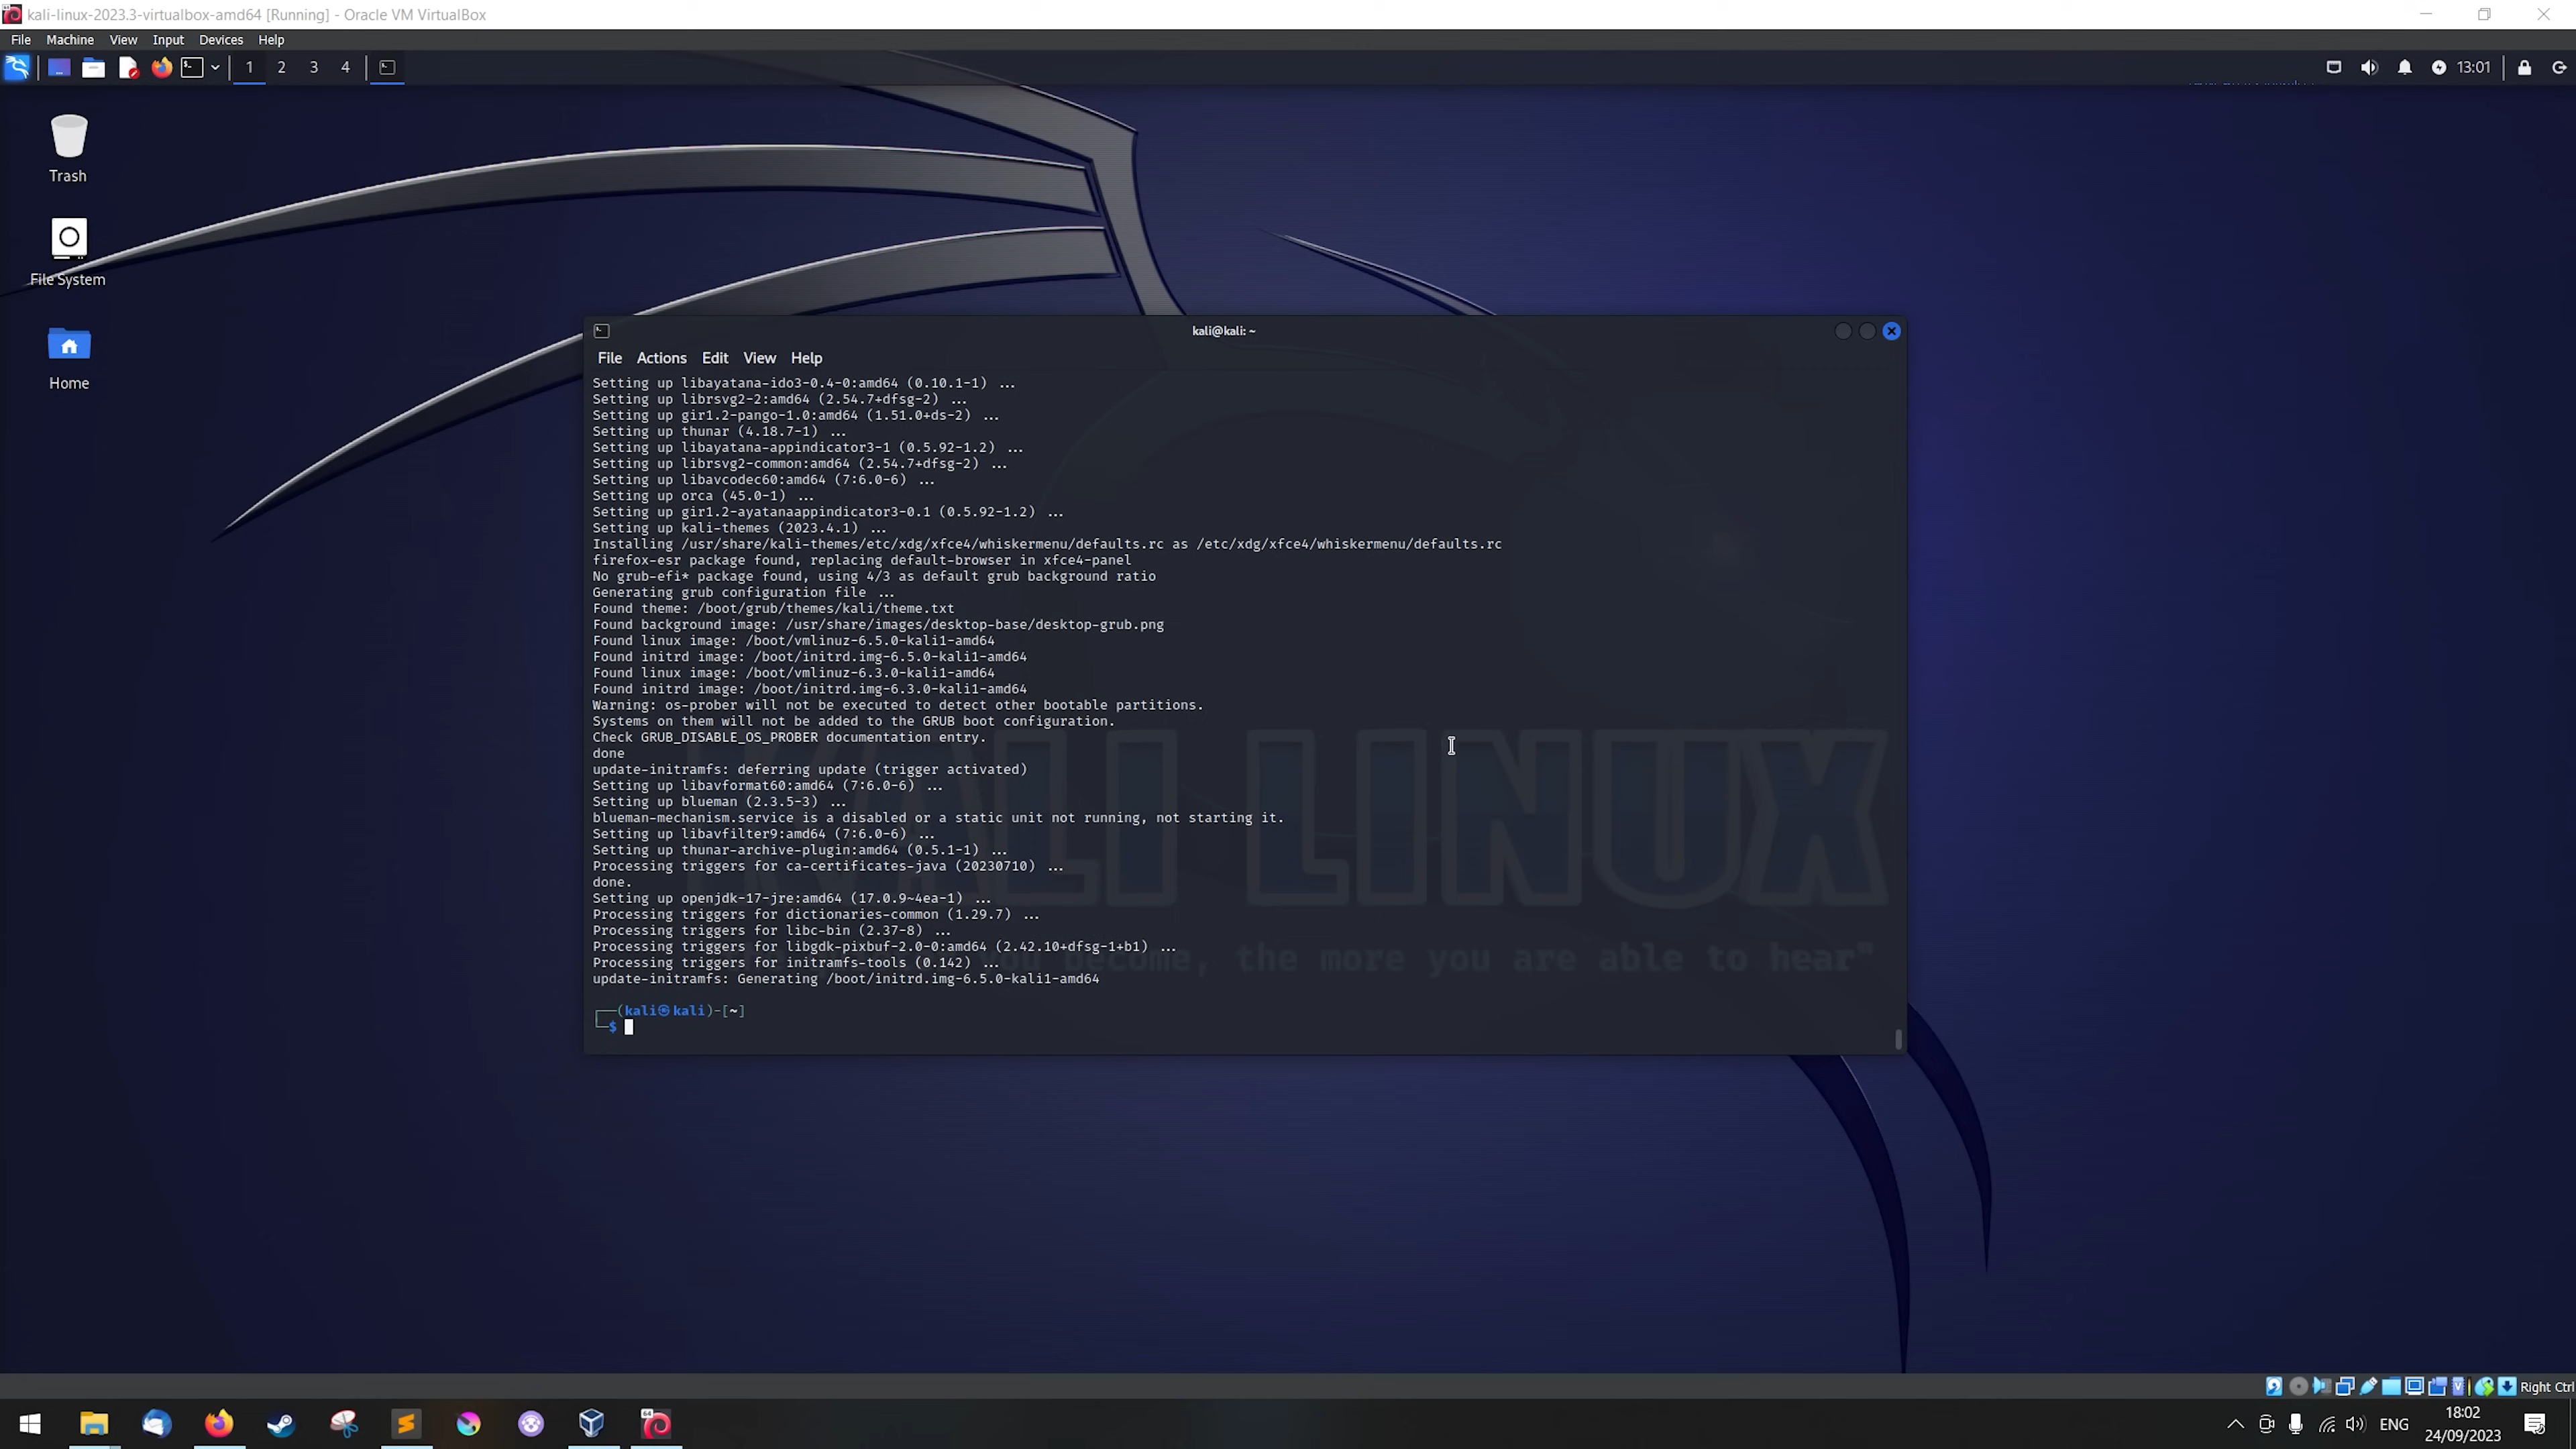 kali-linux-2023.3-virtualbox-amd64 [Running] - Oracle VM VirtualBox
File Machine View Input Devices Help
1 2 3 4
13:01
Trash
File System
Home
kali@kali: ~
File Actions Edit View Help
Setting up libayatana-ido3-0.4-0:amd64 (0.10.1-1) ...
Setting up librsvg2-2:amd64 (2.54.7+dfsg-2) ...
Setting up gir1.2-pango-1.0:amd64 (1.51.0+ds-2) ...
Setting up thunar (4.18.7-1) ...
Setting up libayatana-appindicator3-1 (0.5.92-1.2) ...
Setting up librsvg2-common:amd64 (2.54.7+dfsg-2) ...
Setting up libavcodec60:amd64 (7:6.0-6) ...
Setting up orca (45.0-1) ...
Setting up gir1.2-ayatanaappindicator3-0.1 (0.5.92-1.2) ...
Setting up kali-themes (2023.4.1) ...
Installing /usr/share/kali-themes/etc/xdg/xfce4/whiskermenu/defaults.rc as /etc/xdg/xfce4/whiskermenu/defaults.rc
firefox-esr package found, replacing default-browser in xfce4-panel
No grub-efi* package found, using 4/3 as default grub background ratio
Generating grub configuration file ...
Found theme: /boot/grub/themes/kali/theme.txt
Found background image: /usr/share/images/desktop-base/desktop-grub.png
Found linux image: /boot/vmlinuz-6.5.0-kali1-amd64
Found initrd image: /boot/initrd.img-6.5.0-kali1-amd64
Found linux image: /boot/vmlinuz-6.3.0-kali1-amd64
Found initrd image: /boot/initrd.img-6.3.0-kali1-amd64
Warning: os-prober will not be executed to detect other bootable partitions.
Systems on them will not be added to the GRUB boot configuration.
Check GRUB_DISABLE_OS_PROBER documentation entry.
done
update-initramfs: deferring update (trigger activated)
Setting up libavformat60:amd64 (7:6.0-6) ...
Setting up blueman (2.3.5-3) ...
blueman-mechanism.service is a disabled or a static unit not running, not starting it.
Setting up libavfilter9:amd64 (7:6.0-6) ...
Setting up thunar-archive-plugin:amd64 (0.5.1-1) ...
Processing triggers for ca-certificates-java (20230710) ...
done.
Setting up openjdk-17-jre:amd64 (17.0.9~4ea-1) ...
Processing triggers for dictionaries-common (1.29.7) ...
Processing triggers for libc-bin (2.37-8) ...
Processing triggers for libgdk-pixbuf-2.0-0:amd64 (2.42.10+dfsg-1+b1) ...
Processing triggers for initramfs-tools (0.142) ...
update-initramfs: Generating /boot/initrd.img-6.5.0-kali1-amd64
┌──(kali㉿kali)-[~]
└─$
KALI LINUX
become, the more you are able to hear"
Right Ctrl
ENG
18:02
24/09/2023